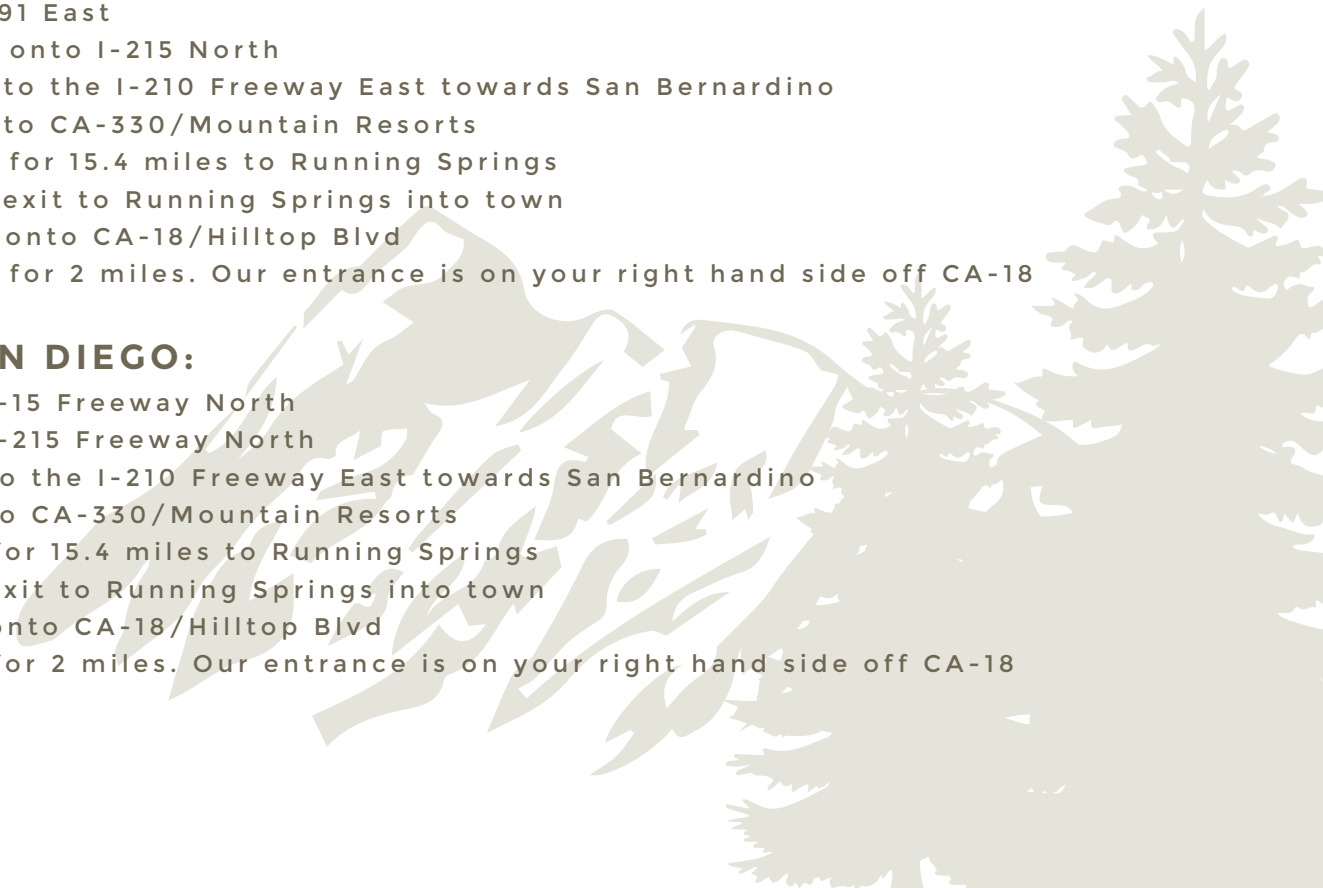 91 East
onto I-215 North
to the I-210 Freeway East towards San Bernardino
to CA-330/Mountain Resorts
for 15.4 miles to Running Springs
exit to Running Springs into town
onto CA-18/Hilltop Blvd
for 2 miles. Our entrance is on your right hand side off CA-18
N DIEGO:
-15 Freeway North
-215 Freeway North
o the I-210 Freeway East towards San Bernardino
o CA-330/Mountain Resorts
or 15.4 miles to Running Springs
xit to Running Springs into town
onto CA-18/Hilltop Blvd
or 2 miles. Our entrance is on your right hand side off CA-18